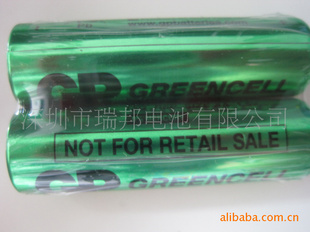 GP GREENCELL
深圳市瑞邦电池有限公司
NOT FOR RETAIL SALE
GP GREENCELL
alibaba.com.cn